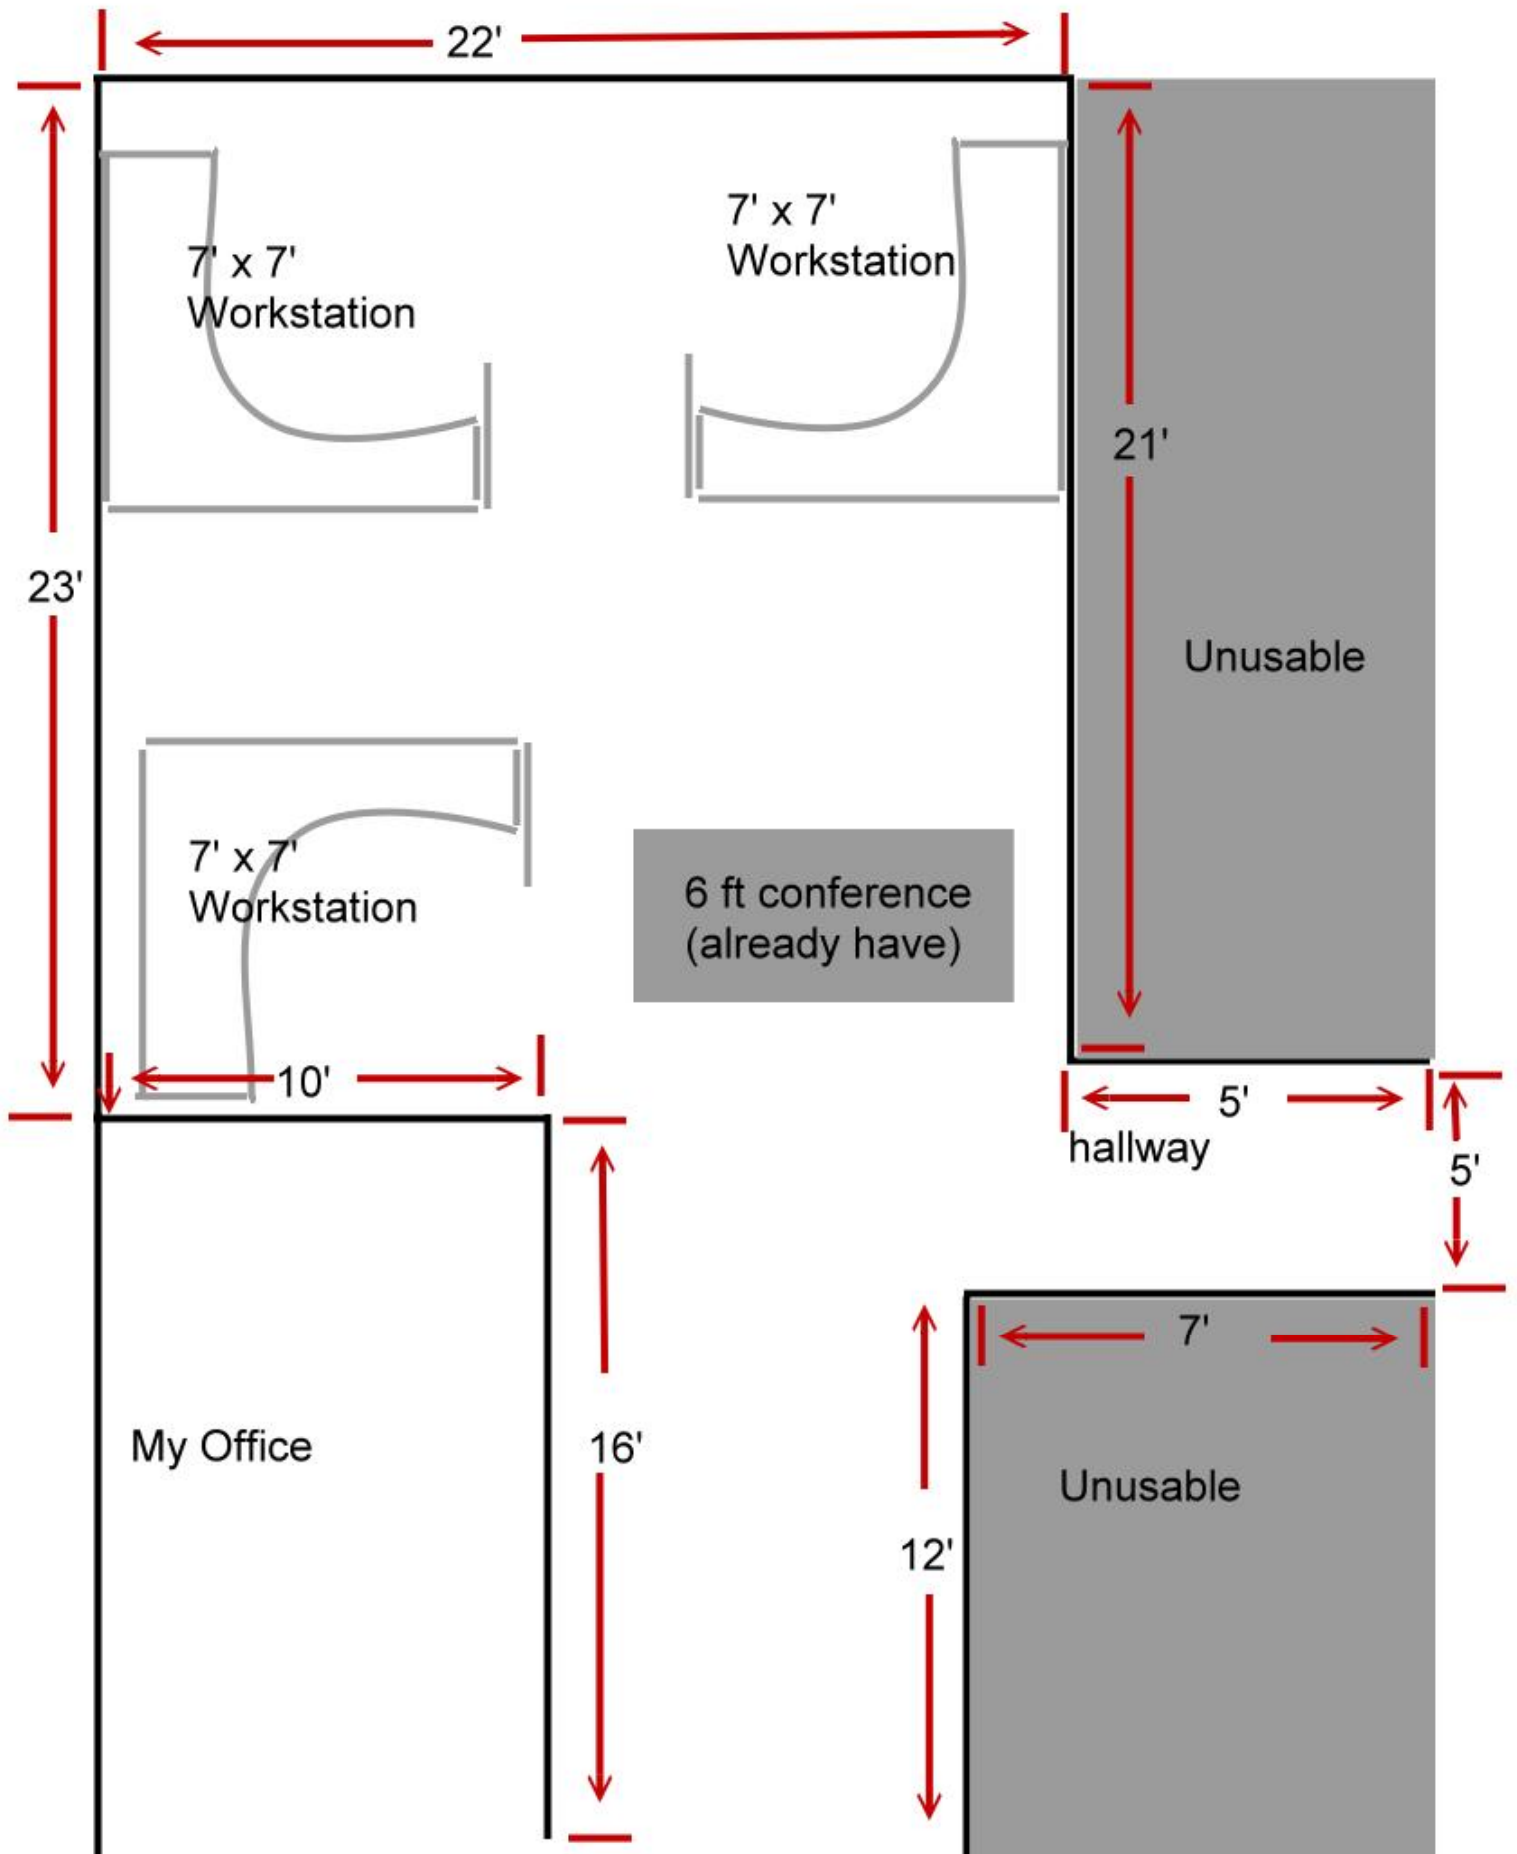 22'
7' x 7'
Workstation
7' x 7'
Workstation
21'
23'
Unusable
7' x 7'
Workstation
6 ft conference
(already have)
10'
5'
hallway
5'
7'
My Office
16'
Unusable
12'